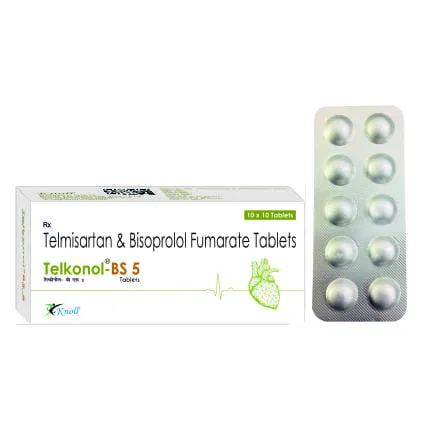 10 x 10 Tablets
Rx
Telmisartan & Bisoprolol Fumarate Tablets
Telkonol®-BS 5
Tablets
Knoll®